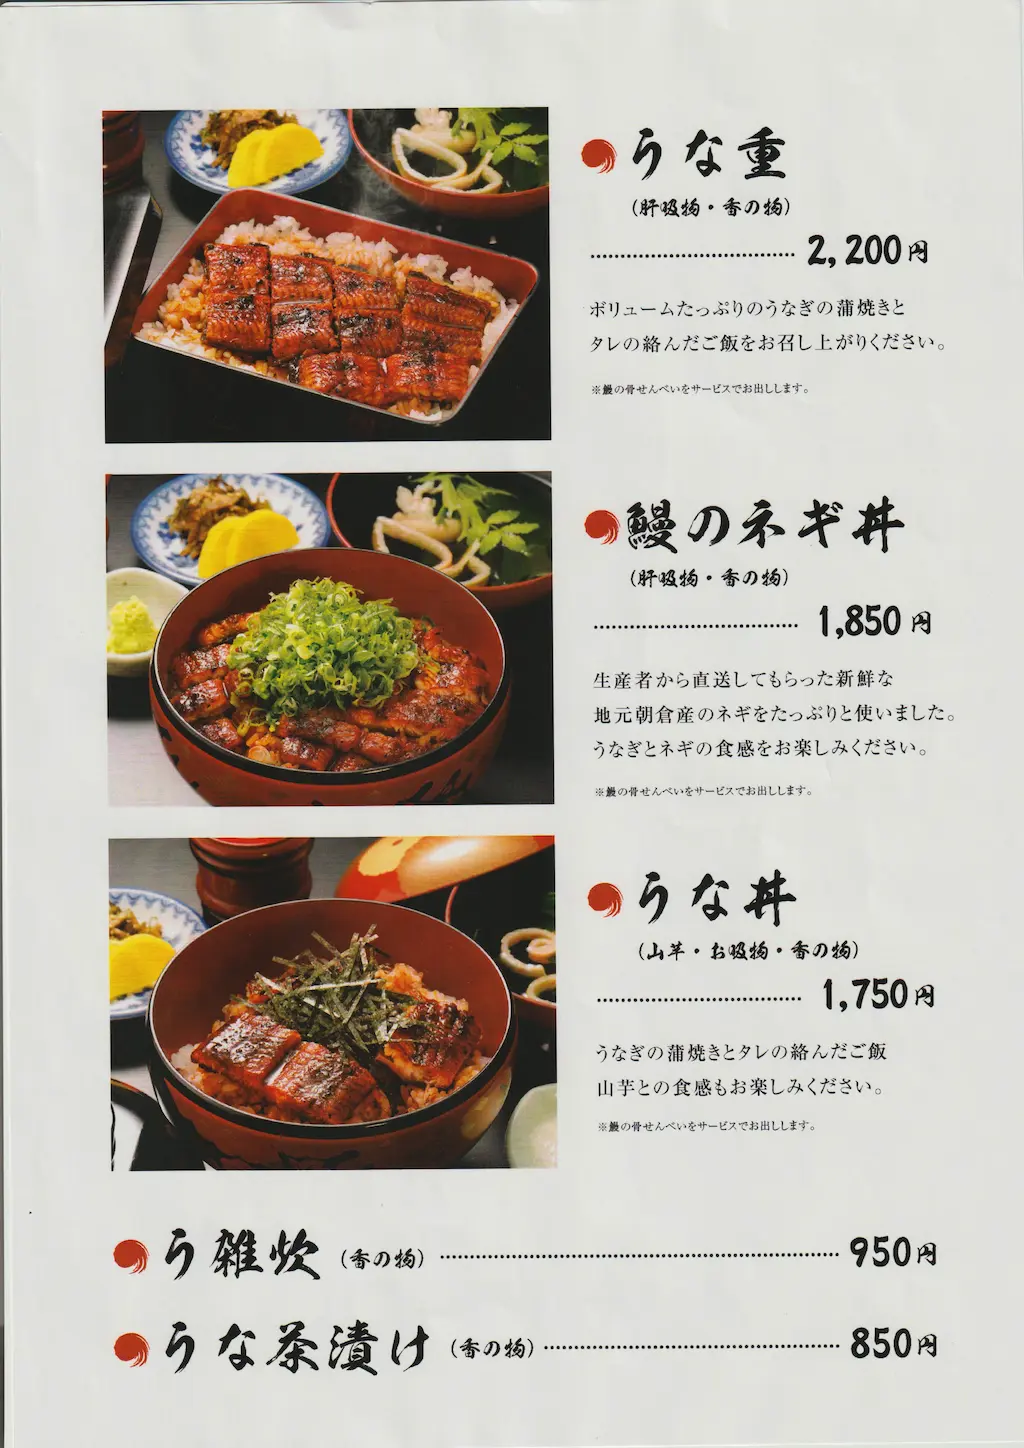 うな重
(肝吸物・香の物)
2,200円
ボリュームたっぷりのうなぎの蒲焼きと
タレの絡んだご飯をお召し上がりください。
※鰻の骨せんべいをサービスでお出しします。
鰻のネギ丼
(肝吸物・香の物)
1,850円
生産者から直送してもらった新鮮な
地元朝倉産のネギをたっぷりと使いました。
うなぎとネギの食感をお楽しみください。
※鰻の骨せんべいをサービスでお出しします。
うな丼
(山芋・お吸物・香の物)
1,750円
うなぎの蒲焼きとタレの絡んだご飯
山芋との食感もお楽しみください。
※鰻の骨せんべいをサービスでお出しします。
う雑炊(香の物) 950円
うな茶漬け(香の物) 850円